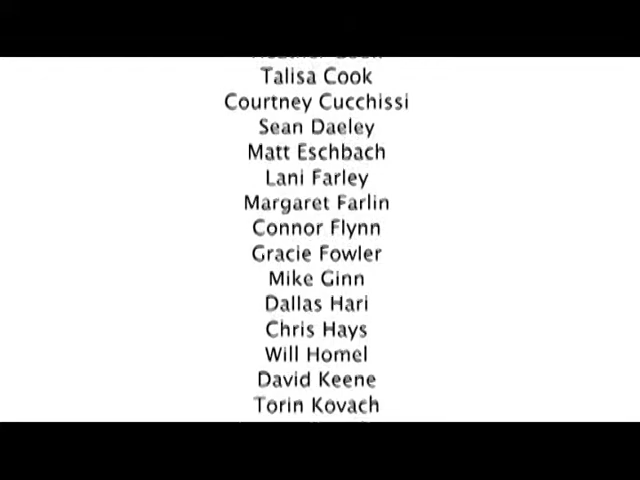 Talisa Cook
Courtney Cucchissi
Sean Daeley
Matt Eschbach
Lani Farley
Margaret Farlin
Connor Flynn
Gracie Fowler
Mike Ginn
Dallas Hari
Chris Hays
Will Homel
David Keene
Torin Kovach